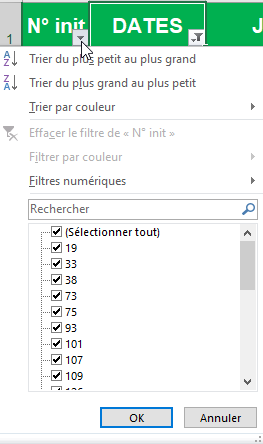 1 N° init DATES J
Trier du plus petit au plus grand
Trier du plus grand au plus petit
Trier par couleur
Effacer le filtre de « N° init »
Filtrer par couleur
Filtres numériques
Rechercher
(Sélectionner tout)
19
33
38
73
75
93
101
107
109
OK Annuler